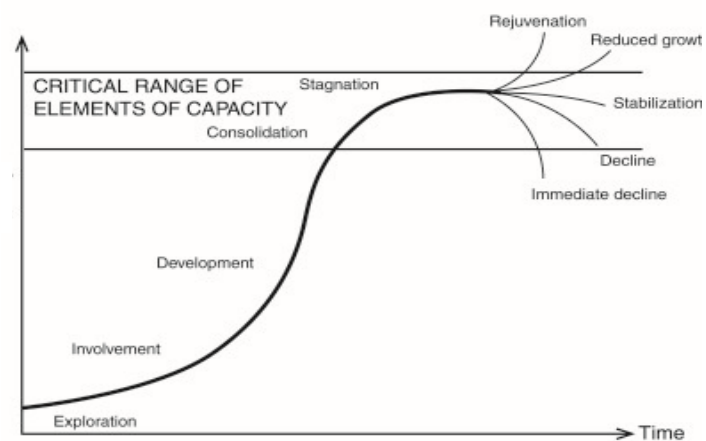 Rejuvenation
Reduced growt
CRITICAL RANGE OF
ELEMENTS OF CAPACITY
Stagnation
Stabilization
Consolidation
Decline
Immediate decline
Development
Involvement
Exploration
Time